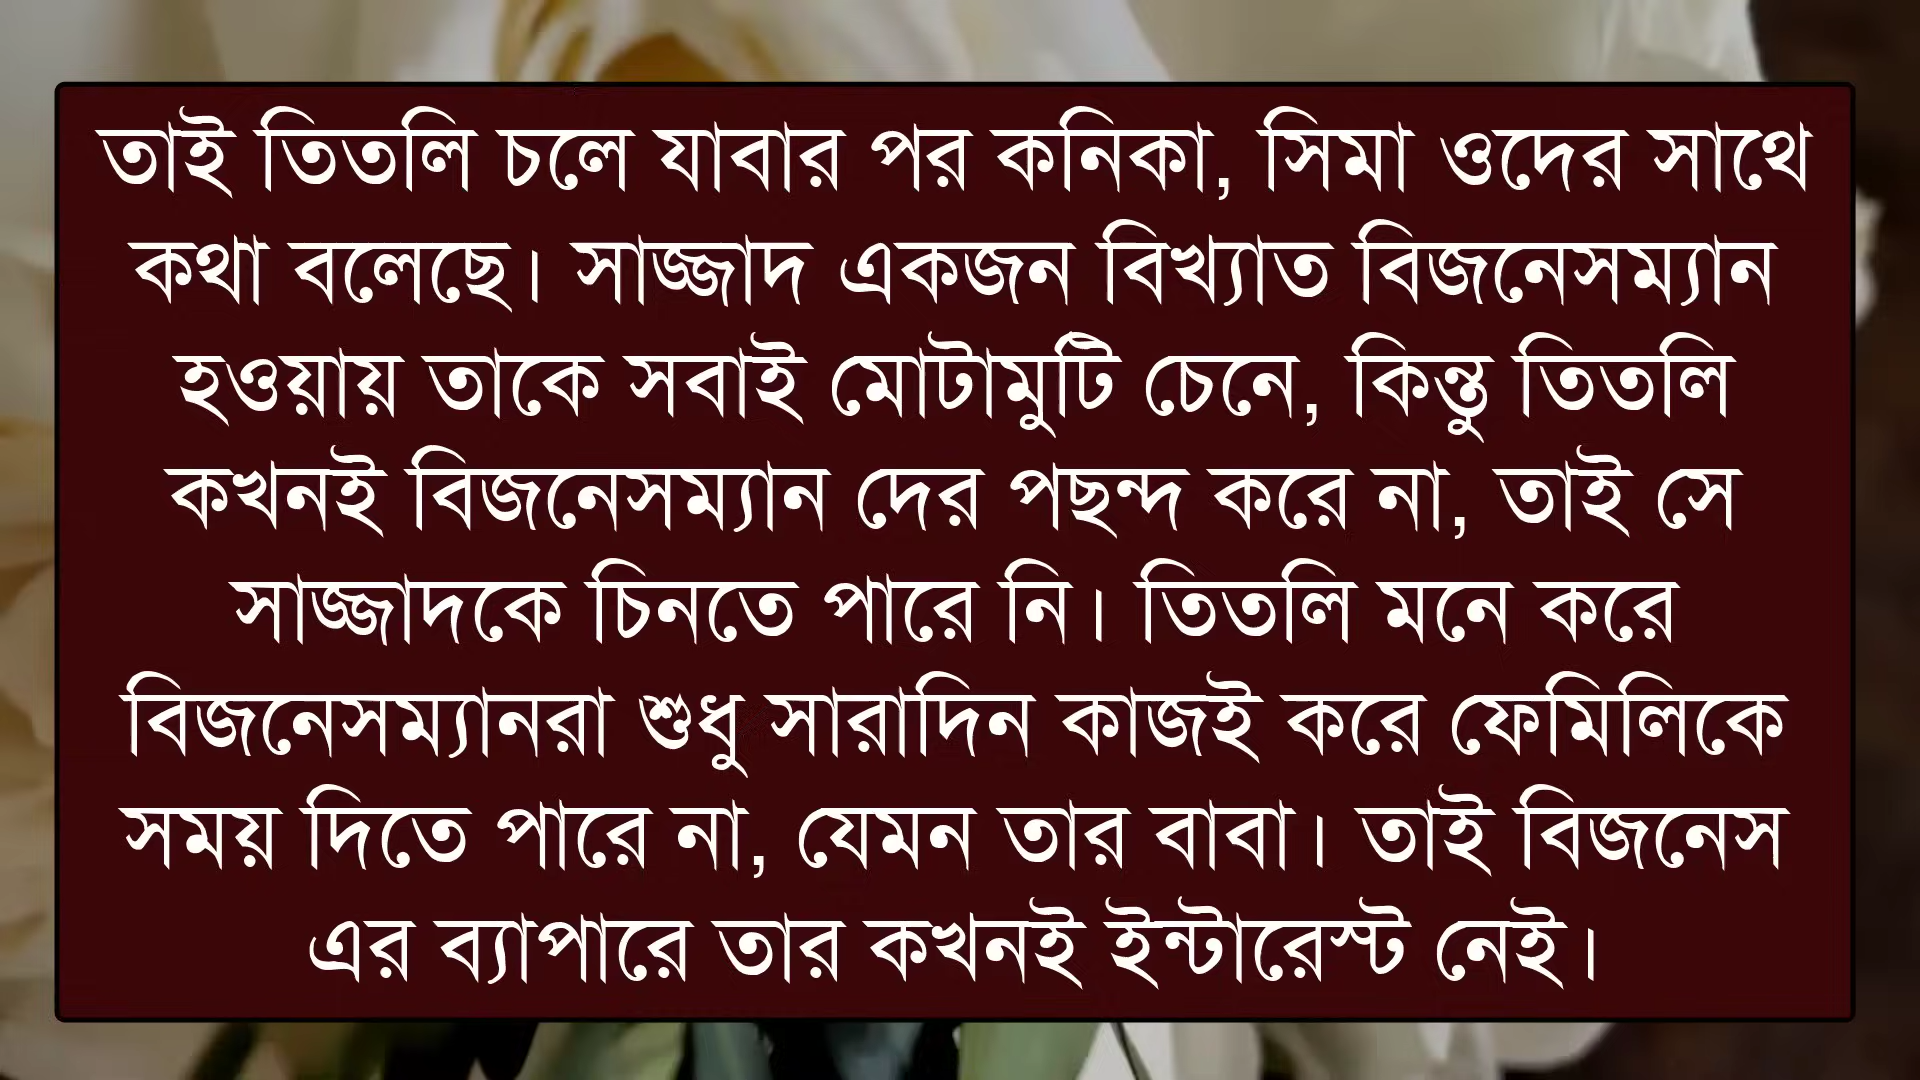 তাই তিতলি চলে যাবার পর কনিকা, সিমা ওদের সাথে
কথা বলেছে। সাজ্জাদ একজন বিখ্যাত বিজনেসম্যান
হওয়ায় তাকে সবাই মোটামুটি চেনে, কিন্তু তিতলি
কখনই বিজনেসম্যান দের পছন্দ করে না, তাই সে
সাজ্জাদকে চিনতে পারে নি। তিতলি মনে করে
বিজনেসম্যানরা শুধু সারাদিন কাজই করে ফেমিলিকে
সময় দিতে পারে না, যেমন তার বাবা। তাই বিজনেস
এর ব্যাপারে তার কখনই ইন্টারেস্ট নেই।